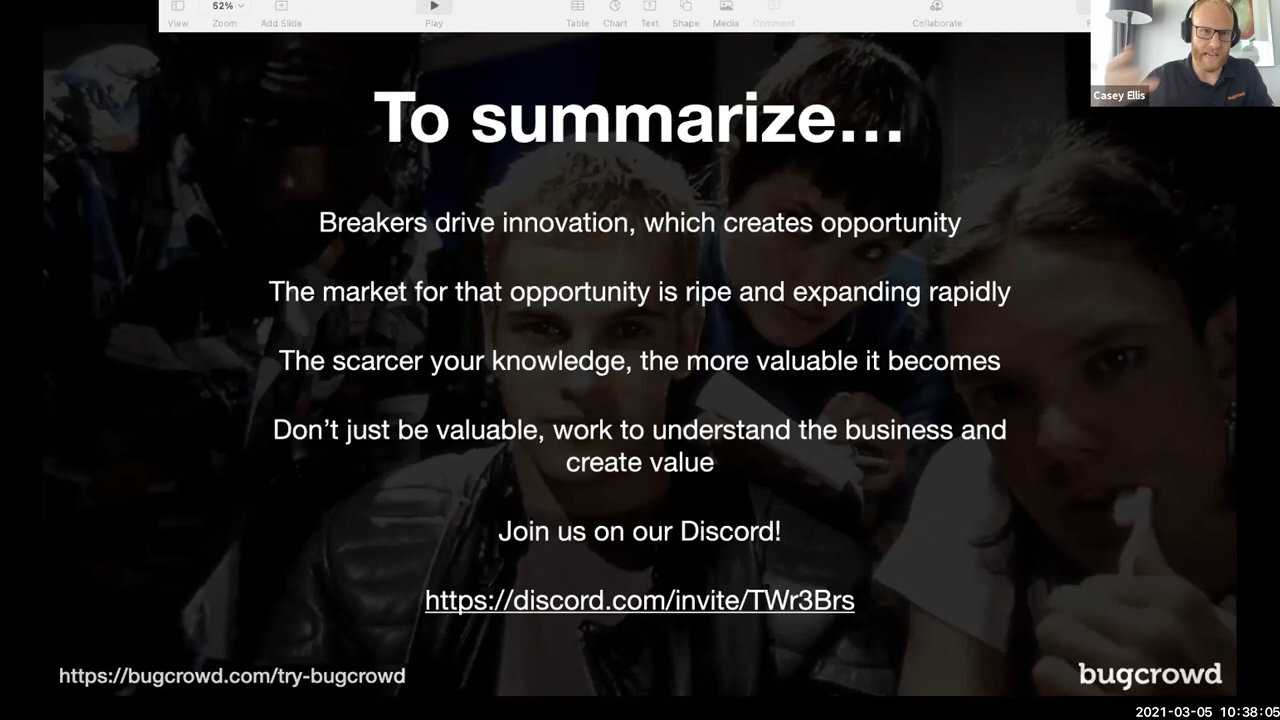 52%
View
Zoom
Add Slide
Play
Table
Chart
Text
Shape
Media
Comment
Collaborate
Casey Ellis
To summarize...
Breakers drive innovation, which creates opportunity
The market for that opportunity is ripe and expanding rapidly
The scarcer your knowledge, the more valuable it becomes
Don’t just be valuable, work to understand the business and
create value
Join us on our Discord!
https://discord.com/invite/TWr3Brs
https://bugcrowd.com/try-bugcrowd
bugcrowd
2021-03-05 10:38:05